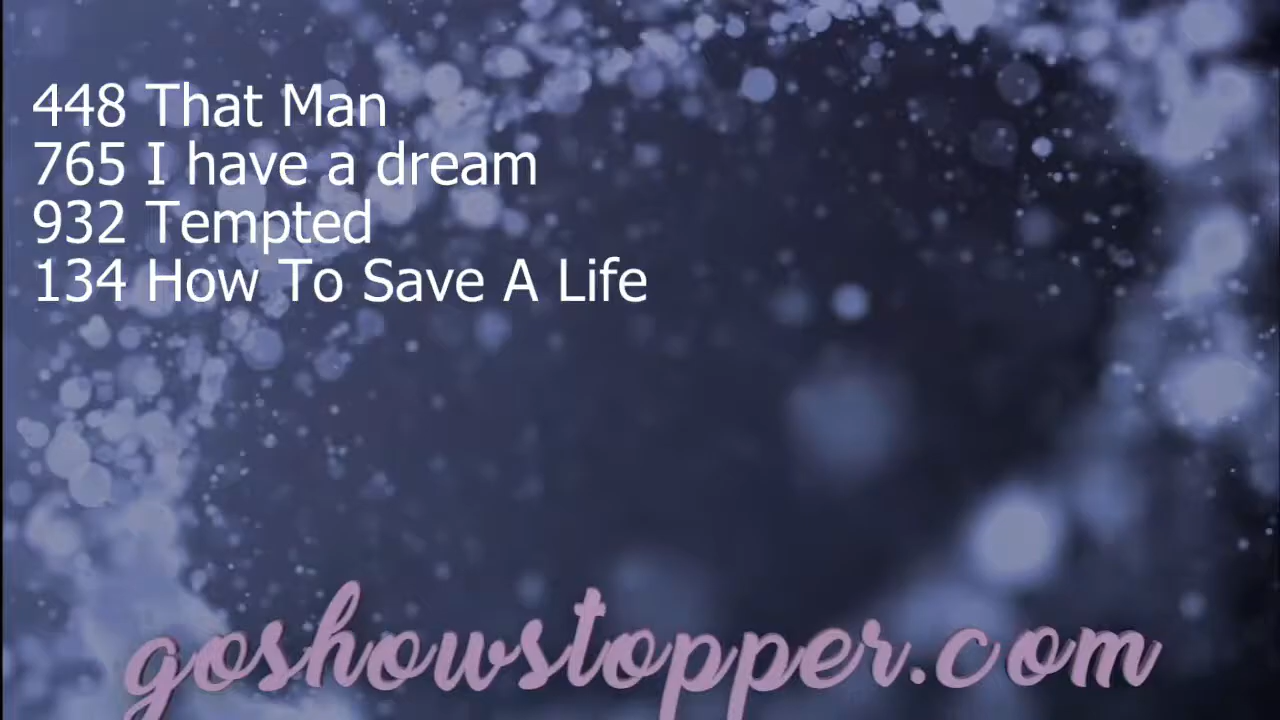 448 That Man
765 I have a dream
932 Tempted
134 How To Save A Life
goshowstopper.com